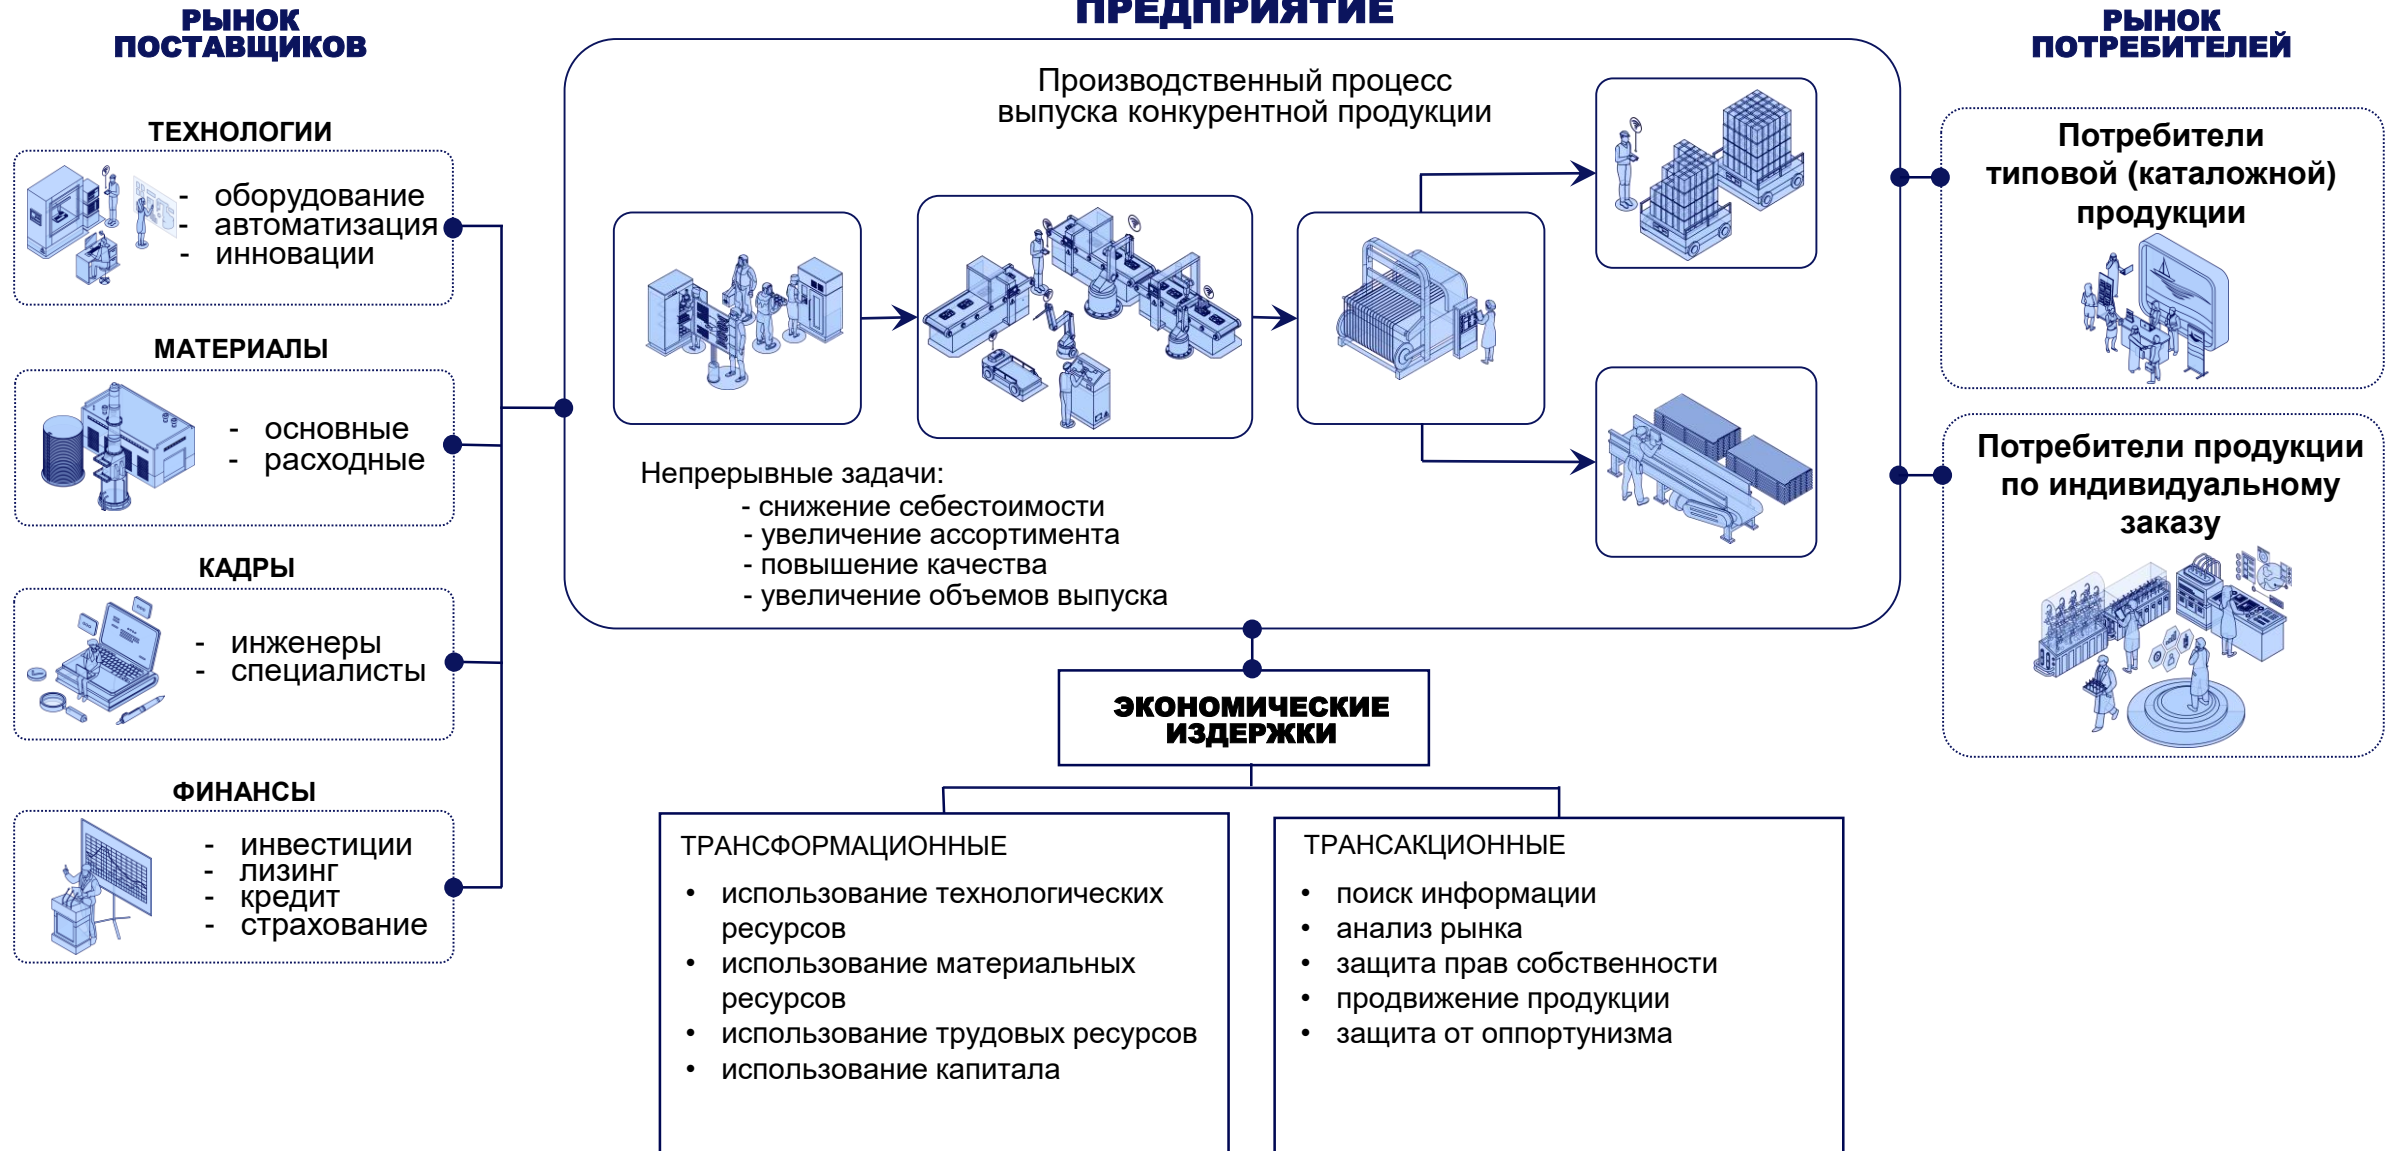 РЫНОК
ПОСТАВЩИКОВ
ТЕХНОЛОГИИ
- оборудование
- автоматизация
- инновации
МАТЕРИАЛЫ
- основные
- расходные
КАДРЫ
- инженеры
- специалисты
ФИНАНСЫ
- инвестиции
- лизинг
- кредит
- страхование
ПРЕДПРИЯТИЕ
Производственный процесс
выпуска конкурентной продукции
Непрерывные задачи:
- снижение себестоимости
- увеличение ассортимента
- повышение качества
- увеличение объемов выпуска
ЭКОНОМИЧЕСКИЕ
ИЗДЕРЖКИ
ТРАНСФОРМАЦИОННЫЕ
• использование технологических
ресурсов
• использование материальных
ресурсов
• использование трудовых ресурсов
• использование капитала
ТРАНСАКЦИОННЫЕ
• поиск информации
• анализ рынка
• защита прав собственности
• продвижение продукции
• защита от оппортунизма
РЫНОК
ПОТРЕБИТЕЛЕЙ
Потребители
типовой (каталожной)
продукции
Потребители продукции
по индивидуальному
заказу